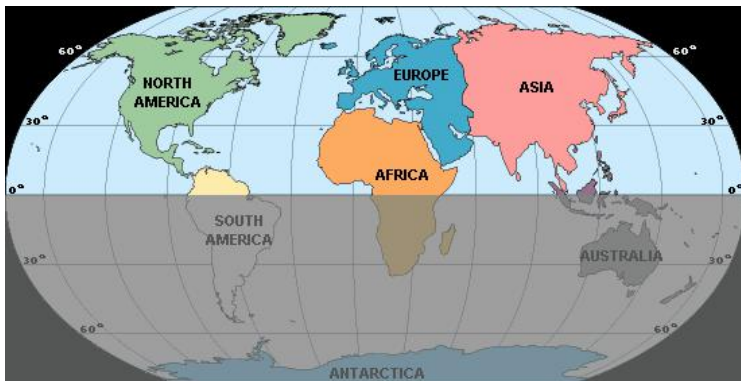 60° 60°
NORTH
AMERICA
EUROPE
ASIA
30° 30°
AFRICA
0° 0°
SOUTH
AMERICA
AUSTRALIA
30° 30°
60° 60°
ANTARCTICA